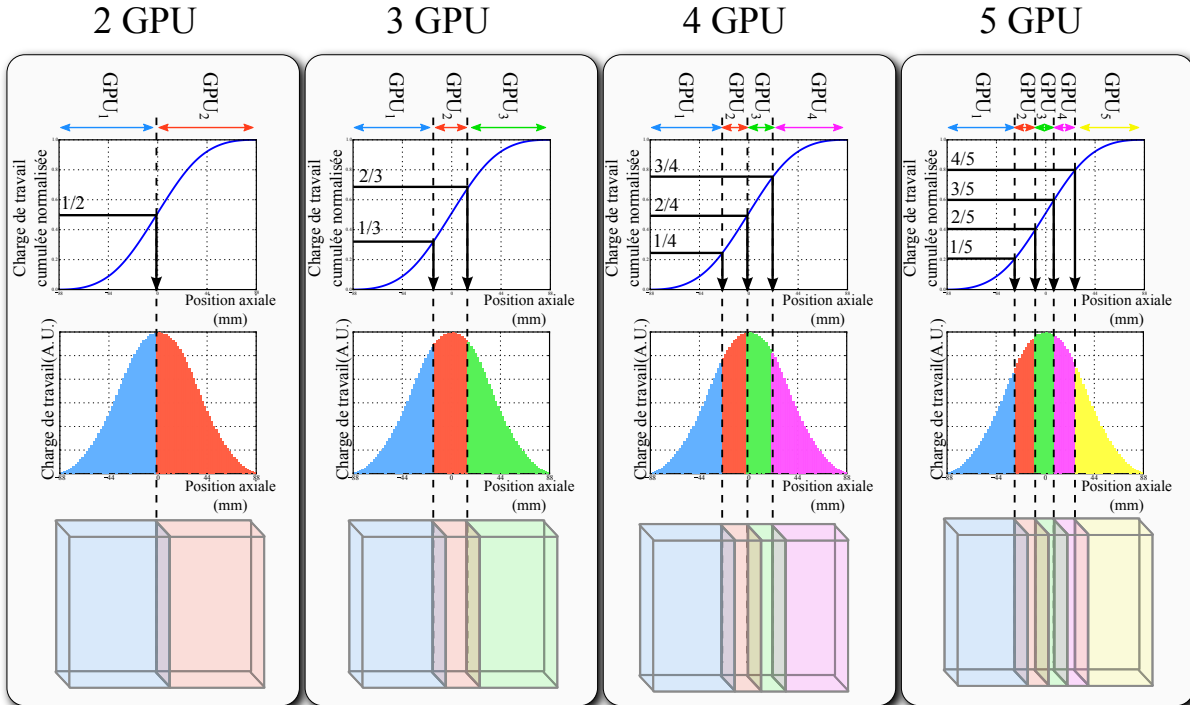 2 GPU
3 GPU
4 GPU
5 GPU
GPU1
GPU2
Charge de travail
cumulée normalisée
1/2
Position axiale
(mm)
Charge de travail(A.U.)
-88 -44 0 44 88
Position axiale
(mm)
GPU1
GPU2
GPU3
Charge de travail
cumulée normalisée
2/3
1/3
Position axiale
(mm)
Charge de travail(A.U.)
-88 -44 0 44 88
Position axiale
(mm)
GPU1
GPU2
GPU3
GPU4
Charge de travail
cumulée normalisée
3/4
2/4
1/4
Position axiale
(mm)
Charge de travail(A.U.)
-88 -44 0 44 88
Position axiale
(mm)
GPU1
GPU2
GPU3
GPU4
GPU5
Charge de travail
cumulée normalisée
4/5
3/5
2/5
1/5
Position axiale
(mm)
Charge de travail(A.U.)
-88 -44 0 44 88
Position axiale
(mm)